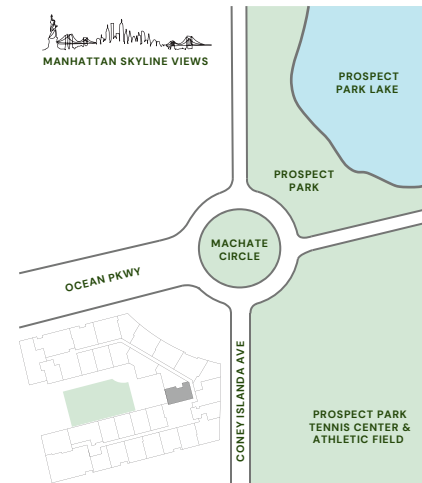 MANHATTAN SKYLINE VIEWS
PROSPECT
PARK LAKE
PROSPECT
PARK
MACHATE
CIRCLE
OCEAN PKWY
CONEY ISLANDA AVE
PROSPECT PARK
TENNIS CENTER &
ATHLETIC FIELD